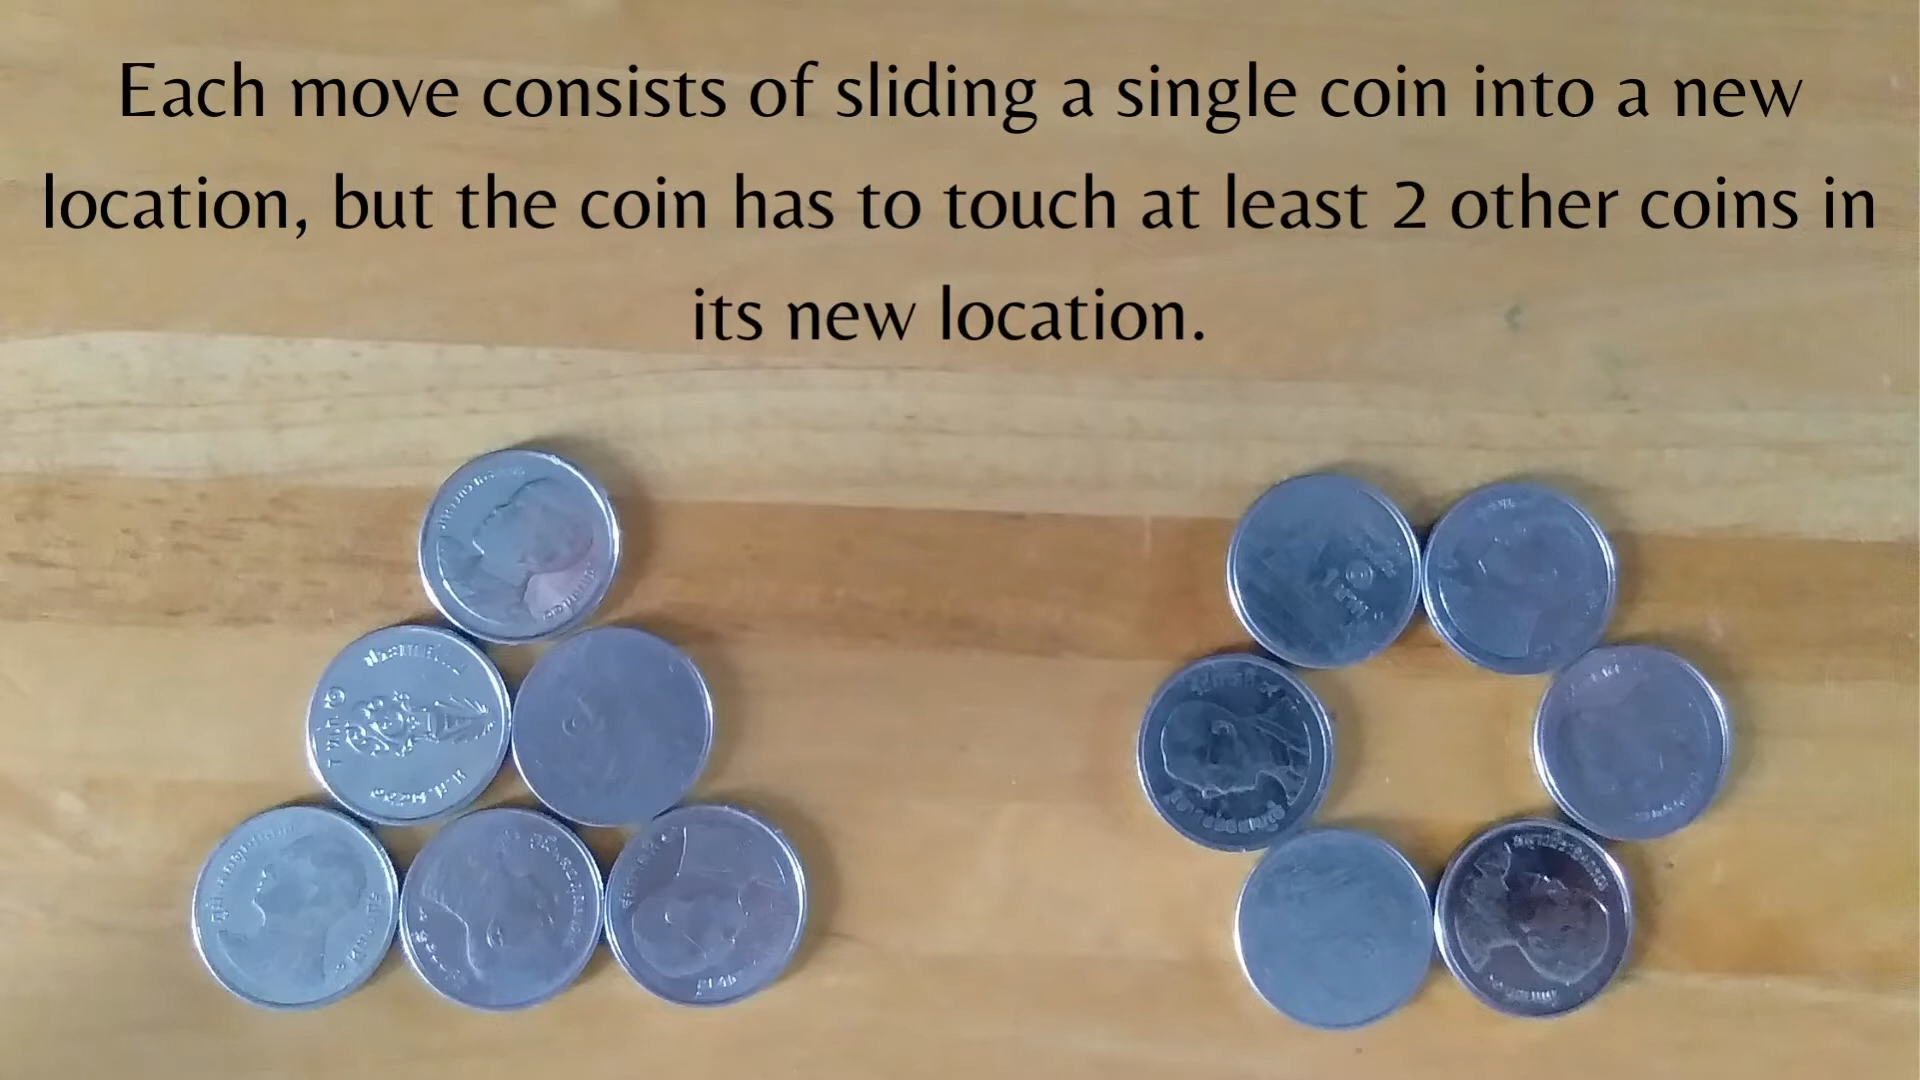 Each move consists of sliding a single coin into a new
location, but the coin has to touch at least 2 other coins in
its new location.